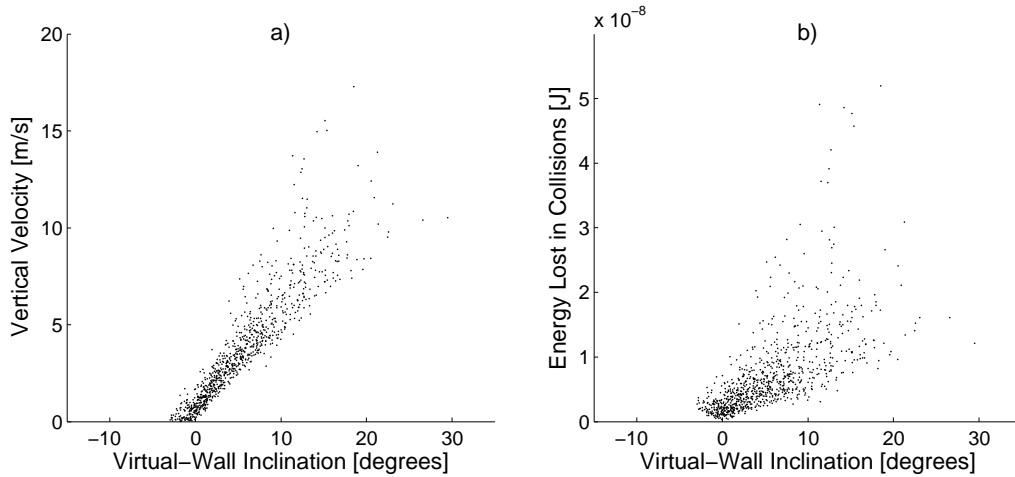 a)
20
15
10
5
0
−10 0 10 20 30
Vertical Velocity [m/s]
Virtual−Wall Inclination [degrees]
x 10−8
b)
5
4
3
2
1
0
−10 0 10 20 30
Energy Lost in Collisions [J]
Virtual−Wall Inclination [degrees]